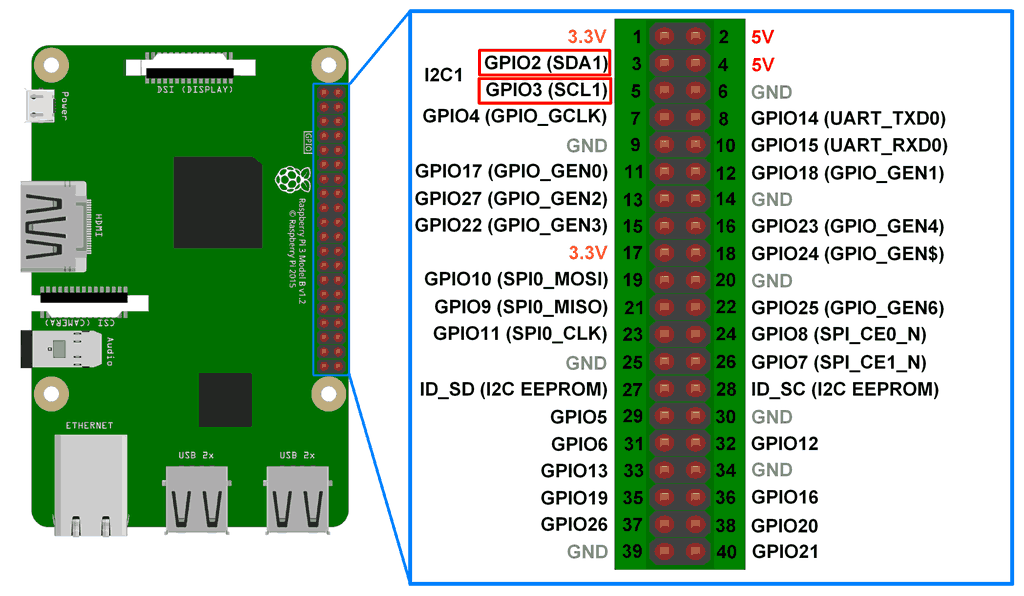 DSI (DISPLAY)
Power
HDMI
CSI (CAMERA)
Audio
ETHERNET
USB 2x
USB 2x
GPIO
Raspberry Pi 3 Model B v1.2
© Raspberry Pi 2015
I2C1
3.3V 1 2 5V
GPIO2 (SDA1) 3 4 5V
GPIO3 (SCL1) 5 6 GND
GPIO4 (GPIO_GCLK) 7 8 GPIO14 (UART_TXD0)
GND 9 10 GPIO15 (UART_RXD0)
GPIO17 (GPIO_GEN0) 11 12 GPIO18 (GPIO_GEN1)
GPIO27 (GPIO_GEN2) 13 14 GND
GPIO22 (GPIO_GEN3) 15 16 GPIO23 (GPIO_GEN4)
3.3V 17 18 GPIO24 (GPIO_GEN$)
GPIO10 (SPI0_MOSI) 19 20 GND
GPIO9 (SPI0_MISO) 21 22 GPIO25 (GPIO_GEN6)
GPIO11 (SPI0_CLK) 23 24 GPIO8 (SPI_CE0_N)
GND 25 26 GPIO7 (SPI_CE1_N)
ID_SD (I2C EEPROM) 27 28 ID_SC (I2C EEPROM)
GPIO5 29 30 GND
GPIO6 31 32 GPIO12
GPIO13 33 34 GND
GPIO19 35 36 GPIO16
GPIO26 37 38 GPIO20
GND 39 40 GPIO21